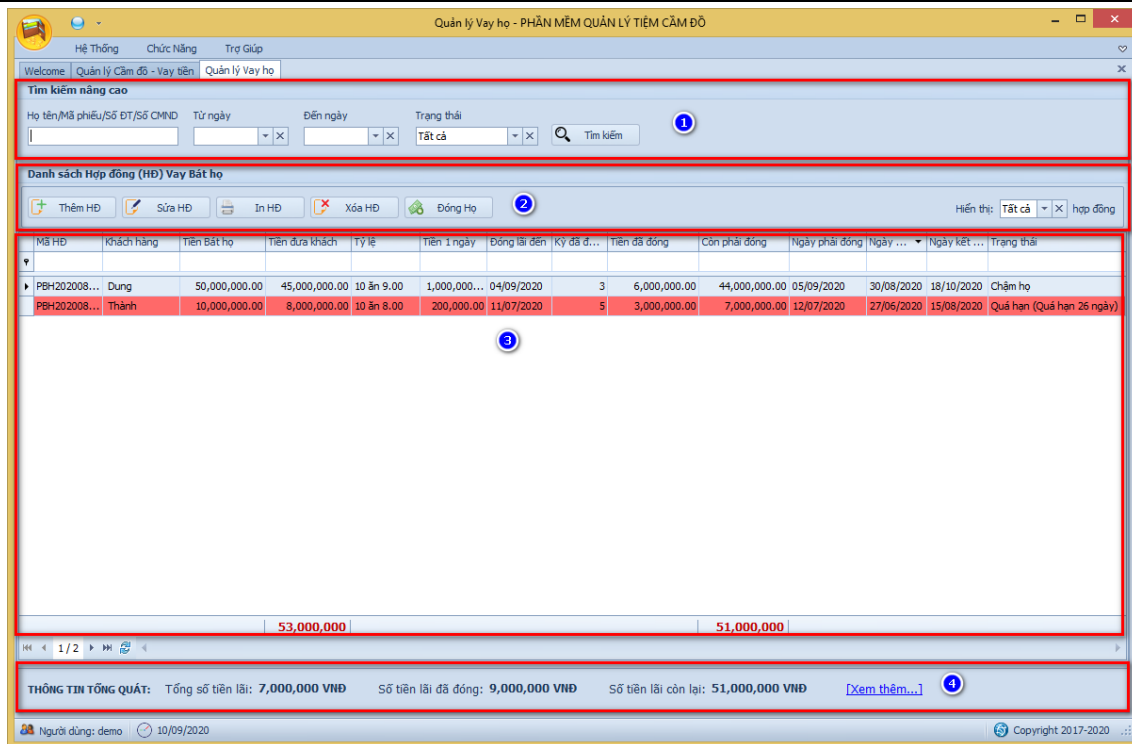 Quản lý Vay họ - PHẦN MỀM QUẢN LÝ TIỆM CẦM ĐỒ
Hệ Thống Chức Năng Trợ Giúp
Welcome Quản lý Cầm đồ - Vay tiền Quản lý Vay họ
Tìm kiếm nâng cao
1
Họ tên/Mã phiếu/Số ĐT/Số CMND Từ ngày Đến ngày Trạng thái
Tất cả Tìm kiếm
Danh sách Hợp đồng (HĐ) Vay Bát họ
2
Thêm HĐ Sửa HĐ In HĐ Xóa HĐ Đóng Họ Hiển thị: Tất cả hợp đồng
Mã HĐ Khách hàng Tiền Bát họ Tiền đưa khách Tỷ lệ Tiền 1 ngày Đóng lãi đến Kỳ đã đ... Tiền đã đóng Còn phải đóng Ngày phải đóng Ngày ... Ngày kết ... Trạng thái
PBH202008... Dung 50,000,000.00 45,000,000.00 10 ăn 9.00 1,000,000... 04/09/2020 3 6,000,000.00 44,000,000.00 05/09/2020 30/08/2020 18/10/2020 Chậm họ
PBH202008... Thành 10,000,000.00 8,000,000.00 10 ăn 8.00 200,000.00 11/07/2020 5 3,000,000.00 7,000,000.00 12/07/2020 27/06/2020 15/08/2020 Quá hạn (Quá hạn 26 ngày)
3
53,000,000 51,000,000
1 / 2
THÔNG TIN TỔNG QUÁT: Tổng số tiền lãi: 7,000,000 VNĐ Số tiền lãi đã đóng: 9,000,000 VNĐ Số tiền lãi còn lại: 51,000,000 VNĐ [Xem thêm...] 4
Người dùng: demo 10/09/2020 Copyright 2017-2020